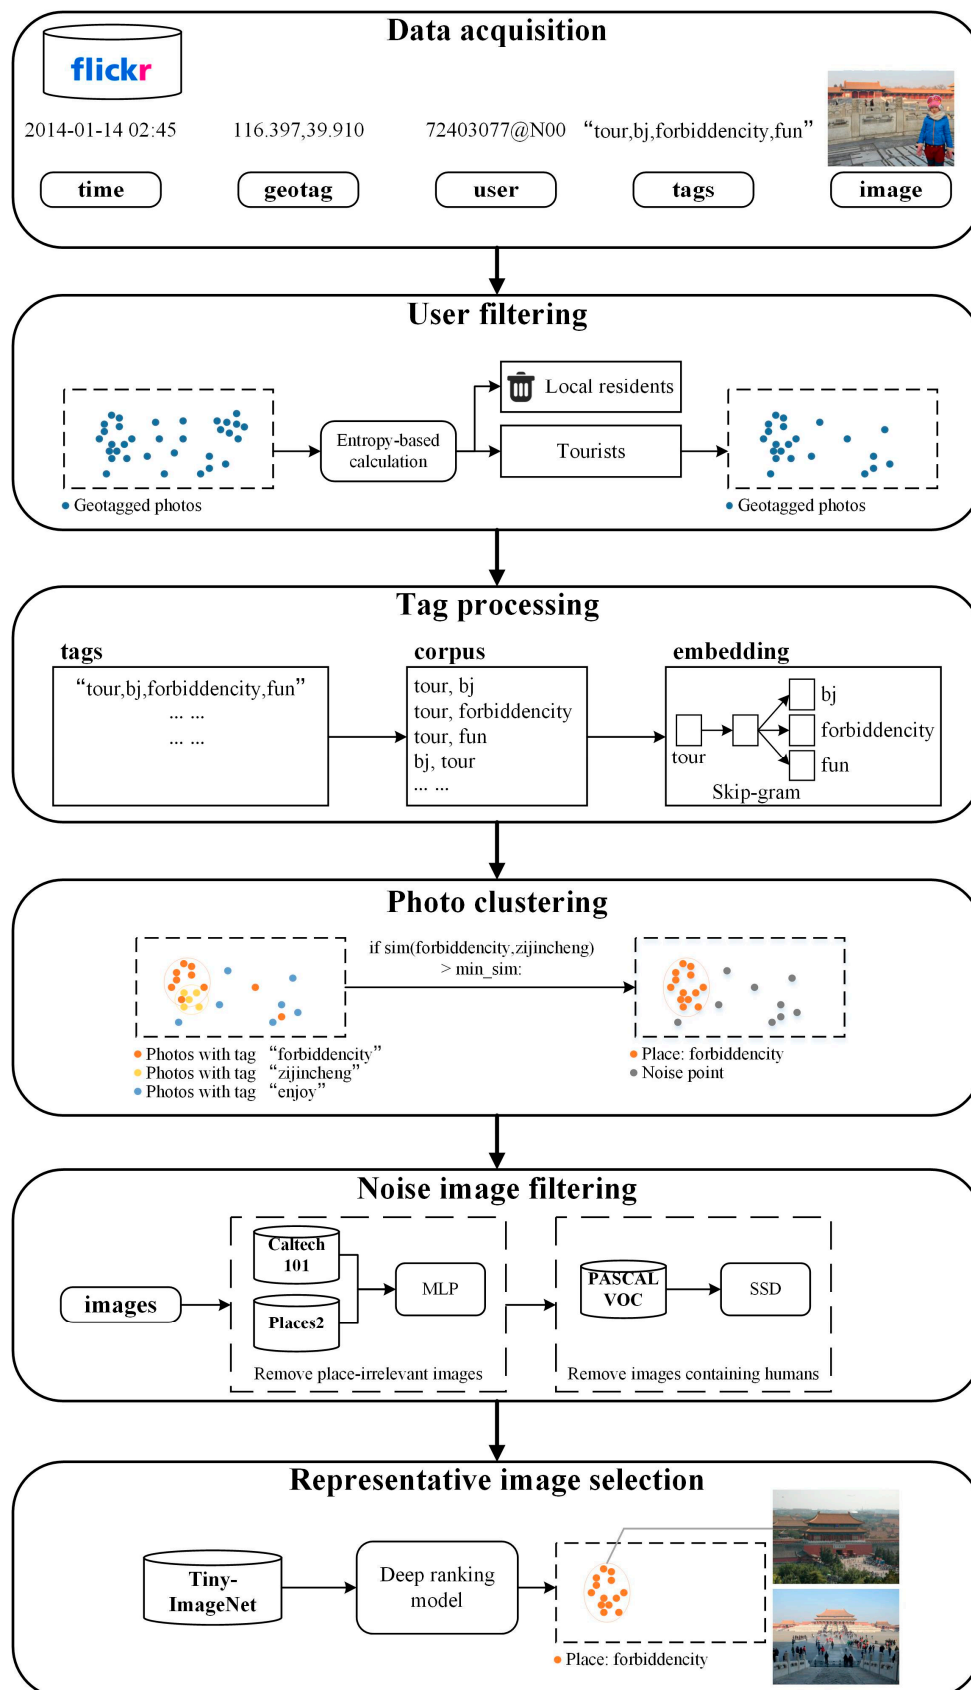 Data acquisition
flickr
2014-01-14 02:45
116.397,39.910
72403077@N00
“tour,bj,forbiddencity,fun”
time
geotag
user
tags
image
User filtering
Local residents
Entropy-based
calculation
Tourists
Geotagged photos
Geotagged photos
Tag processing
tags
corpus
embedding
“tour,bj,forbiddencity,fun”
... ...
... ...
tour, bj
tour, forbiddencity
tour, fun
bj, tour
... ...
bj
forbiddencity
tour
fun
Skip-gram
Photo clustering
if sim(forbiddencity,zijincheng)
> min_sim:
Photos with tag “forbiddencity”
Photos with tag “zijincheng”
Photos with tag “enjoy”
Place: forbiddencity
Noise point
Noise image filtering
images
Caltech
101
Places2
MLP
Remove place-irrelevant images
PASCAL
VOC
SSD
Remove images containing humans
Representative image selection
Tiny-
ImageNet
Deep ranking
model
Place: forbiddencity